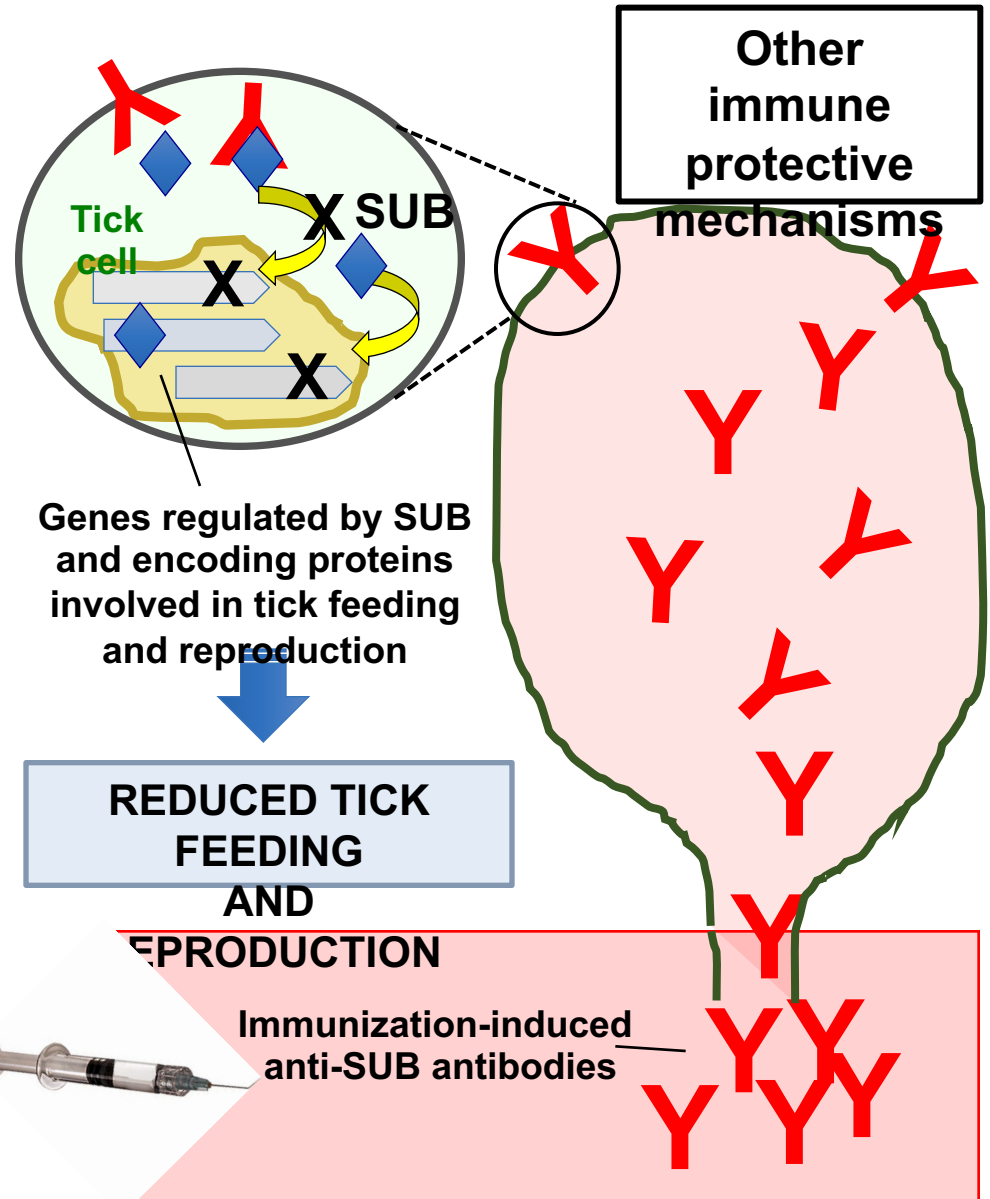 Other
immune
protective
mechanisms
X SUB
Tick
cell
X
X
Genes regulated by SUB
and encoding proteins
involved in tick feeding
and reproduction
REDUCED TICK
FEEDING
AND
EPRODUCTION
Immunization-induced
anti-SUB antibodies